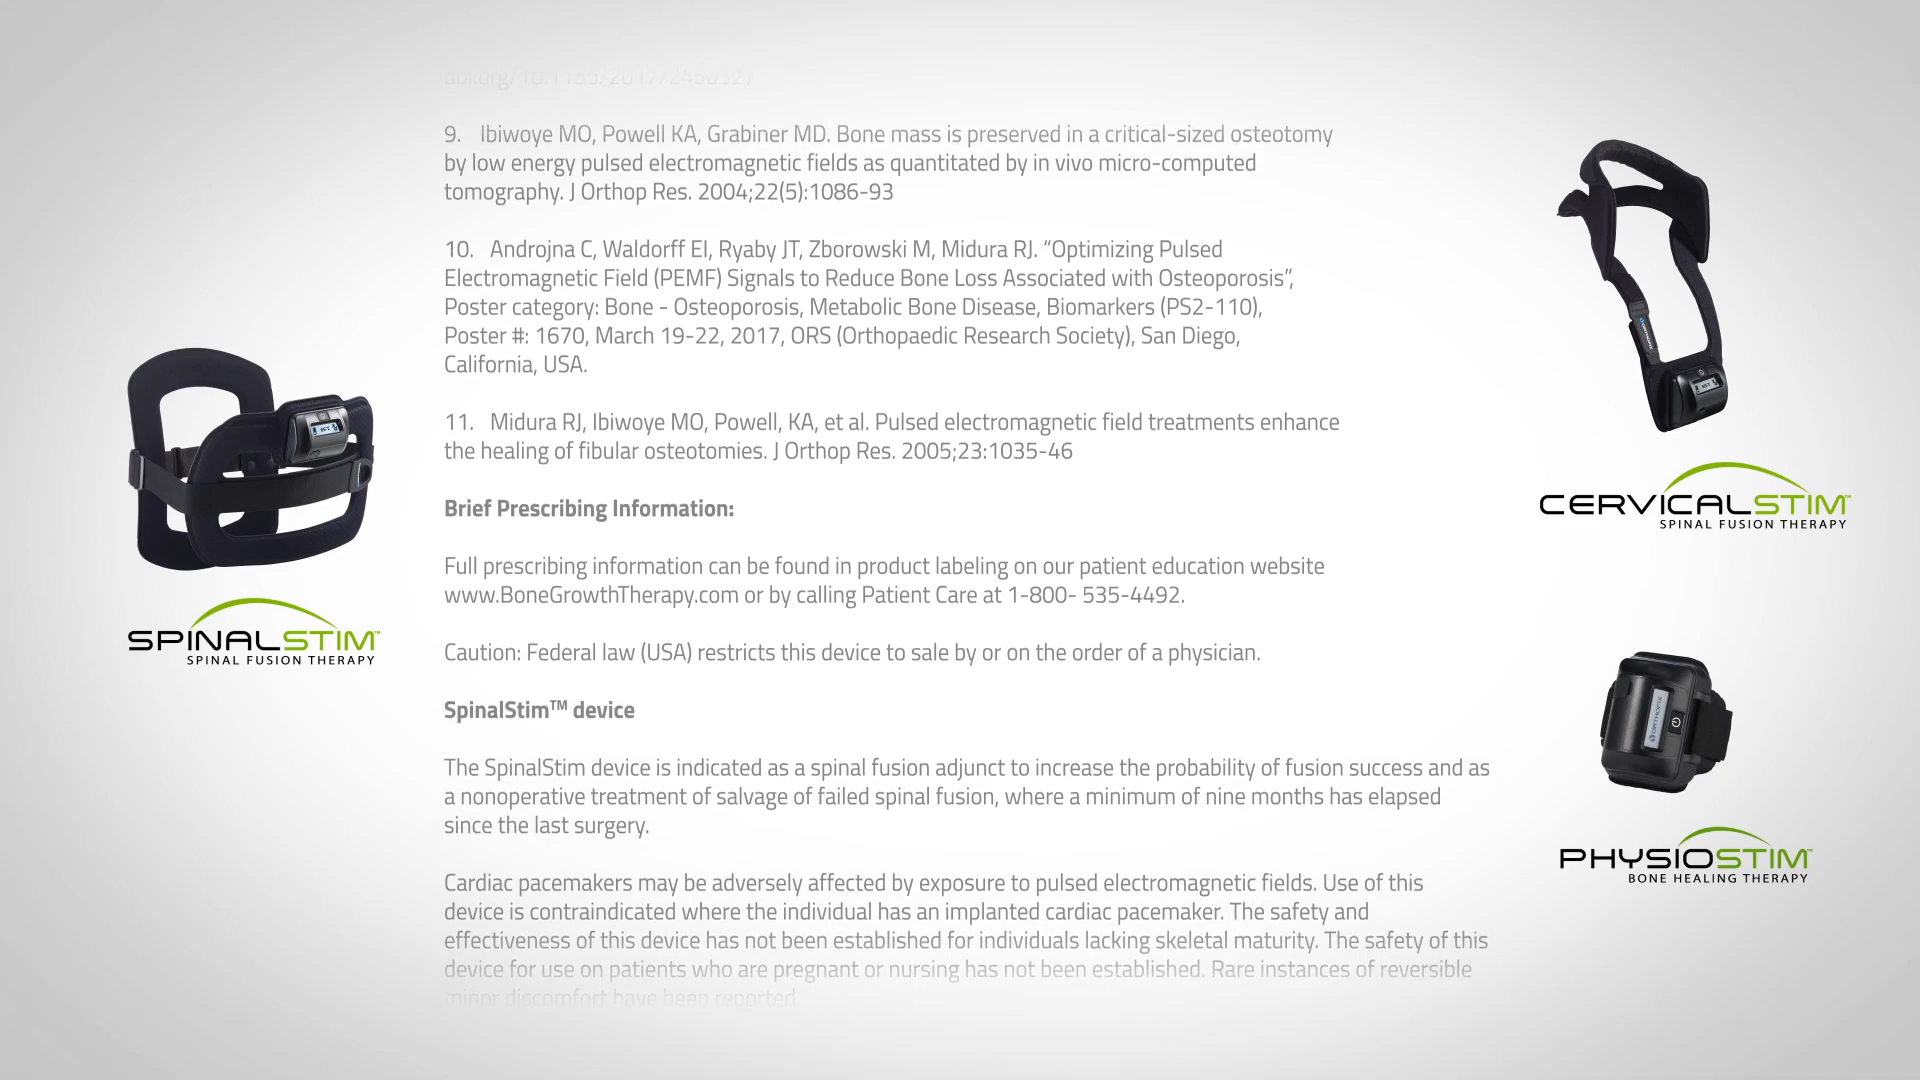 9. Ibiwoye MO, Powell KA, Grabiner MD. Bone mass is preserved in a critical-sized osteotomy
by low energy pulsed electromagnetic fields as quantitated by in vivo micro-computed
tomography. J Orthop Res. 2004;22(5):1086-93
10. Androjna C, Waldorff EI, Ryaby JT, Zborowski M, Midura RJ. “Optimizing Pulsed
Electromagnetic Field (PEMF) Signals to Reduce Bone Loss Associated with Osteoporosis”,
Poster category: Bone - Osteoporosis, Metabolic Bone Disease, Biomarkers (PS2-110),
Poster #: 1670, March 19-22, 2017, ORS (Orthopaedic Research Society), San Diego,
California, USA.
11. Midura RJ, Ibiwoye MO, Powell, KA, et al. Pulsed electromagnetic field treatments enhance
the healing of fibular osteotomies. J Orthop Res. 2005;23:1035-46
Brief Prescribing Information:
Full prescribing information can be found in product labeling on our patient education website
www.BoneGrowthTherapy.com or by calling Patient Care at 1-800- 535-4492.
Caution: Federal law (USA) restricts this device to sale by or on the order of a physician.
SpinalStim™ device
The SpinalStim device is indicated as a spinal fusion adjunct to increase the probability of fusion success and as
a nonoperative treatment of salvage of failed spinal fusion, where a minimum of nine months has elapsed
since the last surgery.
Cardiac pacemakers may be adversely affected by exposure to pulsed electromagnetic fields. Use of this
device is contraindicated where the individual has an implanted cardiac pacemaker. The safety and
effectiveness of this device has not been established for individuals lacking skeletal maturity. The safety of this
device for use on patients who are pregnant or nursing has not been established. Rare instances of reversible
minor discomfort have been reported
SPINALSTIM™
SPINAL FUSION THERAPY
CERVICALSTIM™
SPINAL FUSION THERAPY
ORTHOFIX
PHYSIOSTIM™
BONE HEALING THERAPY